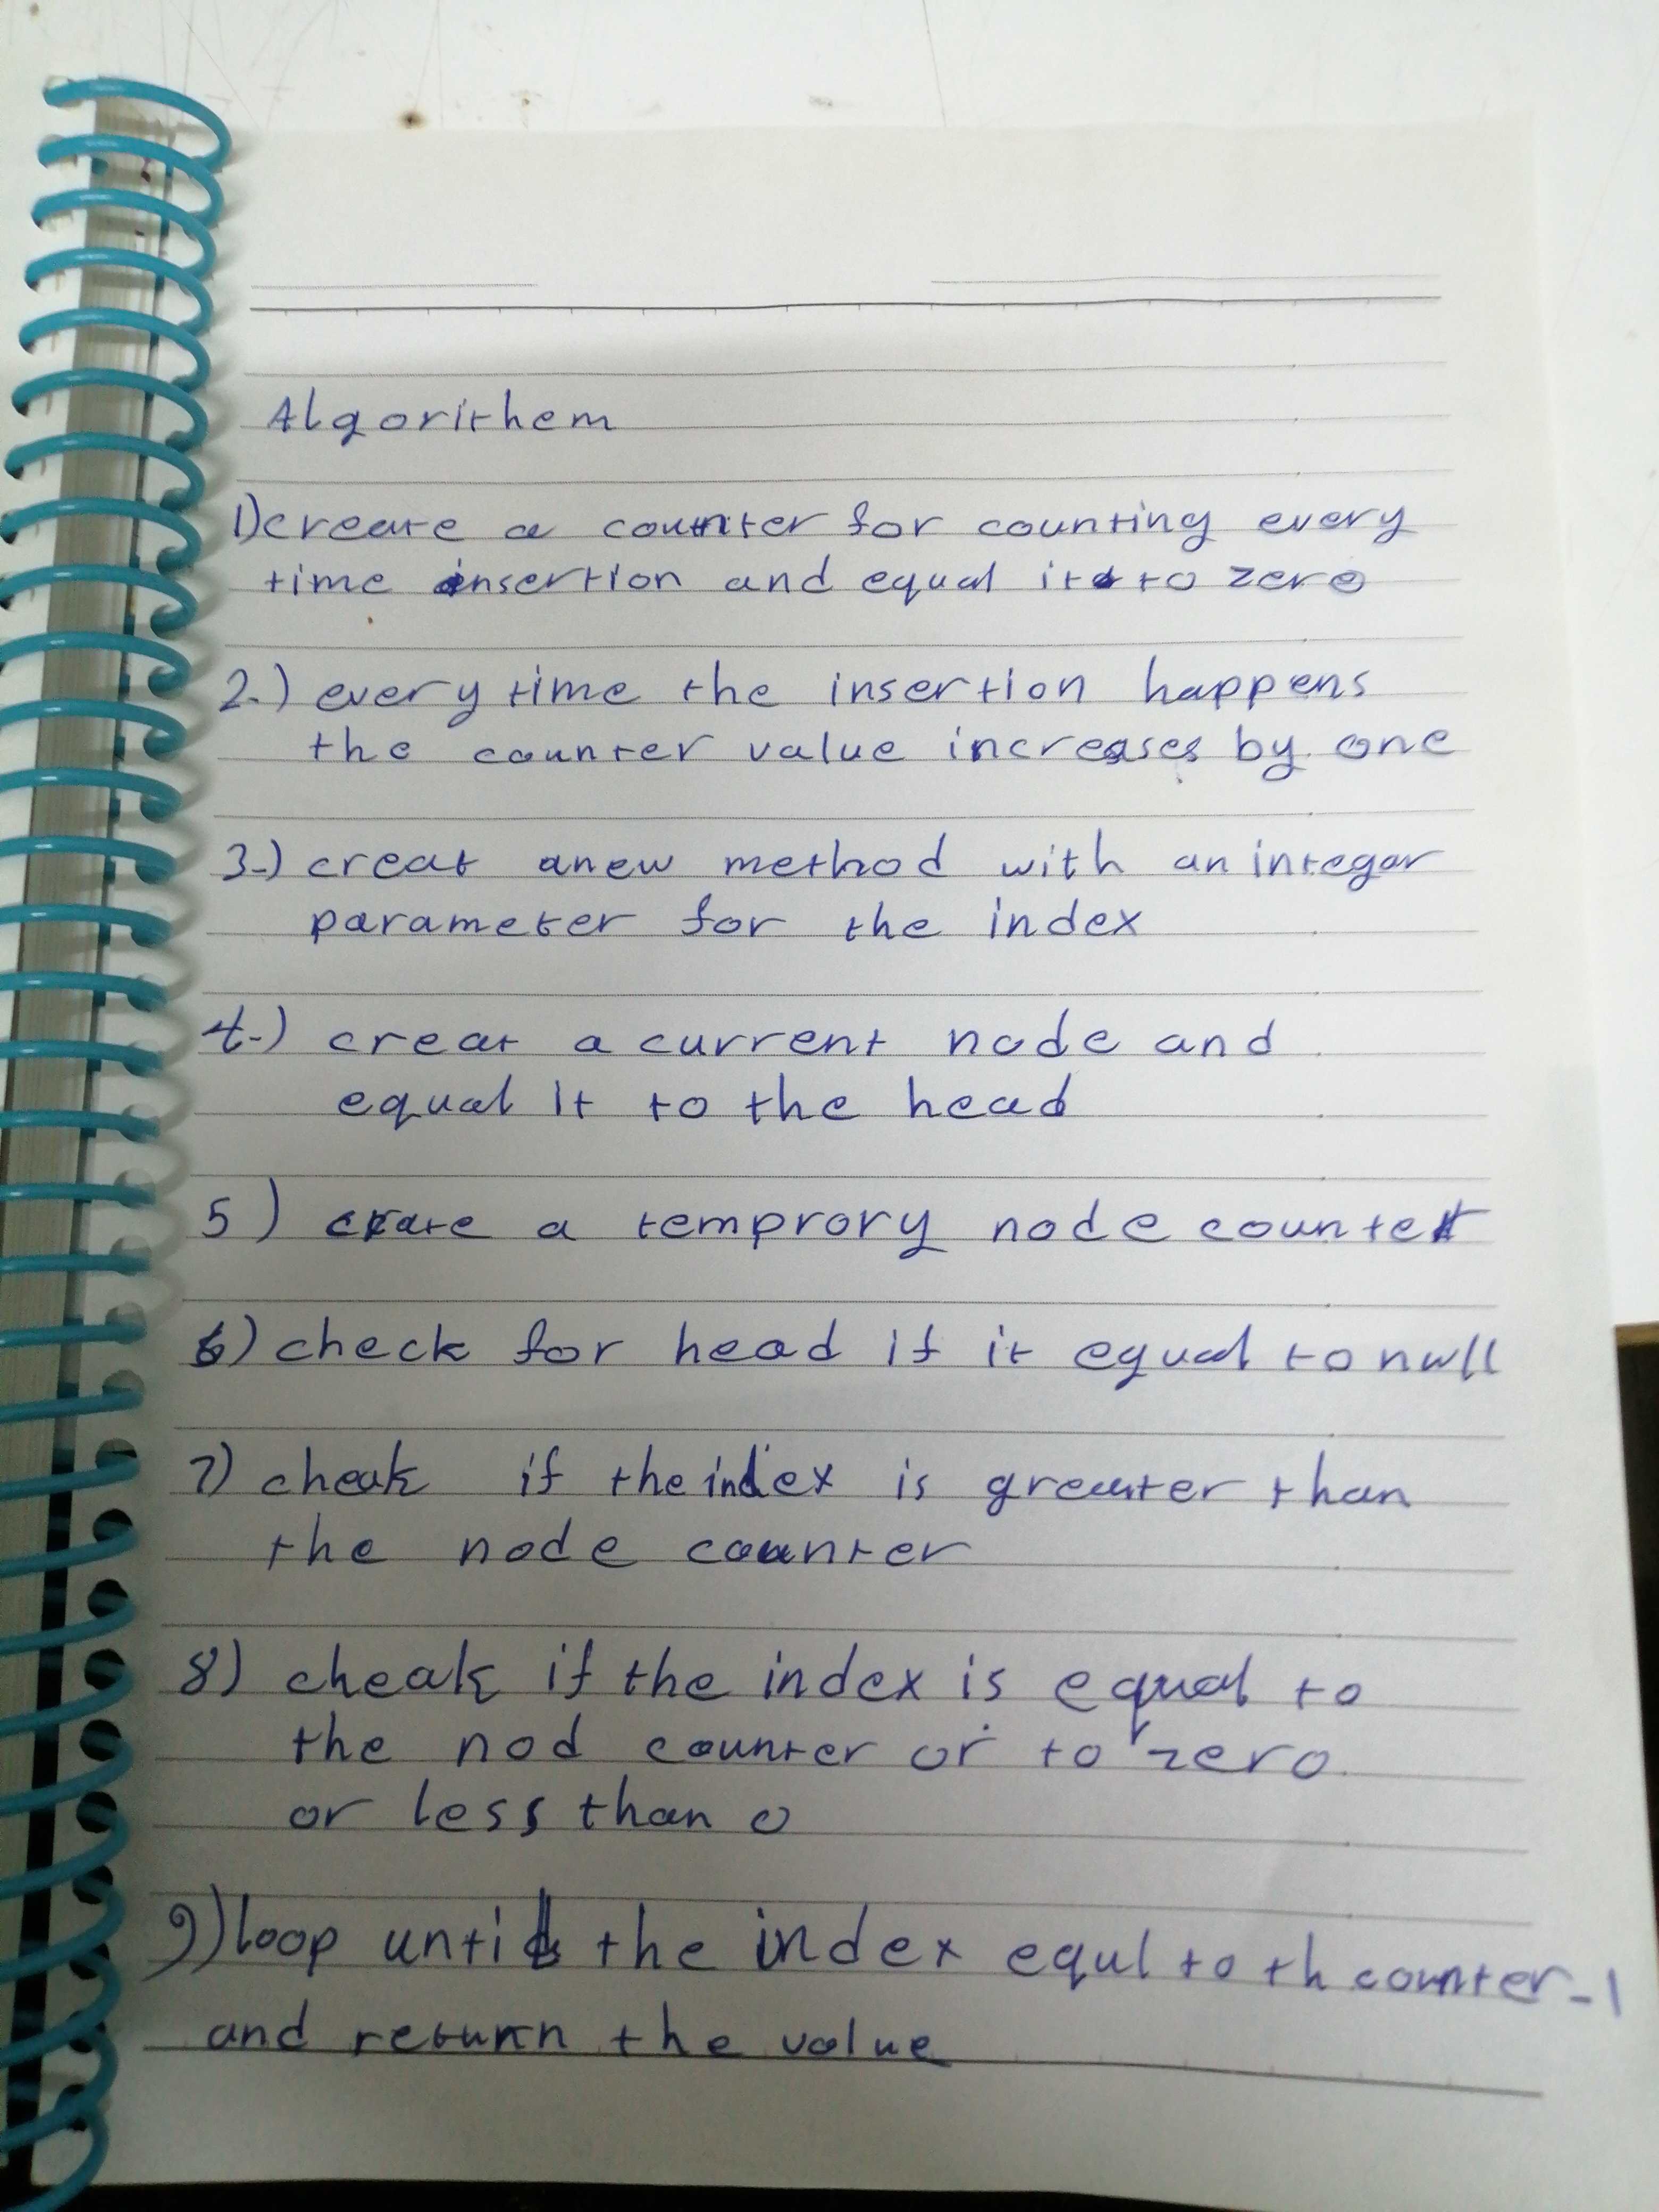 Algorithem
1) create a counter for counting every
time insertion and equal it to zero
2-) every time the insertion happens
the counter value increases by one
3-) creat anew method with an integar
parameter for the index
4-) creat a current node and
equal it to the head
5) crate a temprory node counter
6) check for head if it equal to null
7) cheak if the index is greater than
the node counter
8) cheak if the index is equal to
the nod counter or to zero
or less than 0
9) loop until the index equl to th counter-1
and return the value